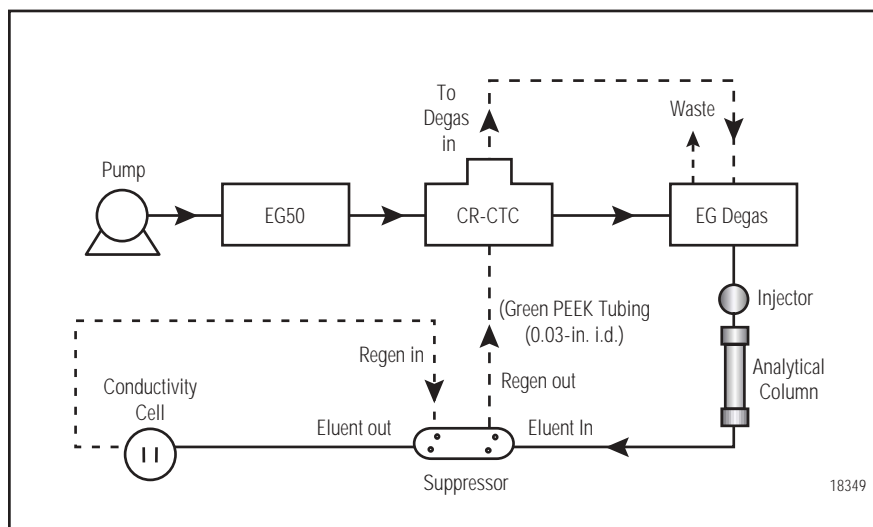 To
Degas
in
Waste
Pump
EG50
CR-CTC
EG Degas
Injector
(Green PEEK Tubing
(0.03-in. i.d.)
Regen in
Regen out
Analytical
Column
Conductivity
Cell
Eluent out
Eluent In
Suppressor
18349